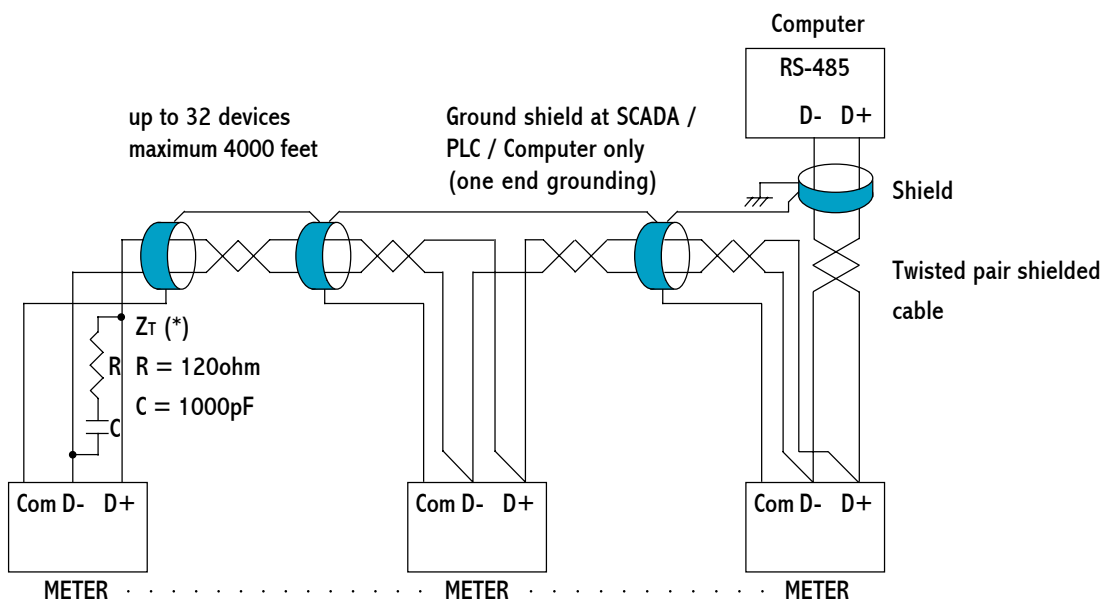 Computer
RS-485
D- D+
up to 32 devices
maximum 4000 feet
Ground shield at SCADA /
PLC / Computer only
(one end grounding)
Shield
Twisted pair shielded
cable
ZT (*)
R R = 120ohm
C = 1000pF
C
Com D- D+
Com D- D+
Com D- D+
METER . . . . . . . . . . . . . . METER . . . . . . . . . . . METER